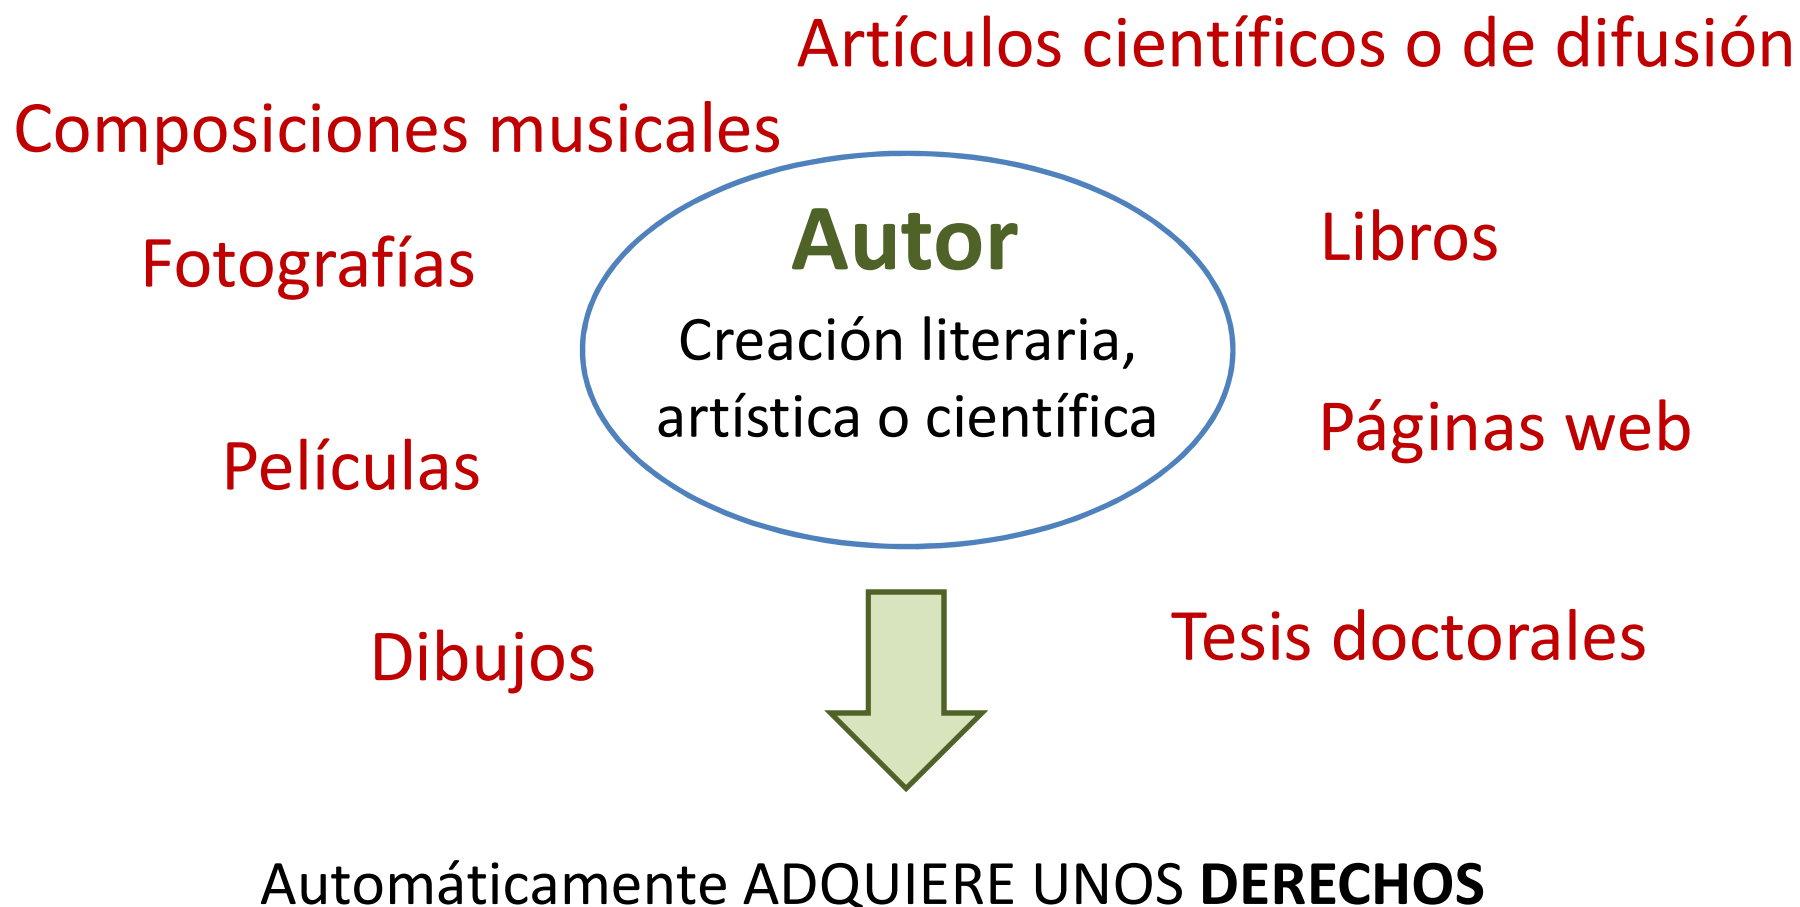 Artículos científicos o de difusión
Composiciones musicales
Autor
Libros
Fotografías
Creación literaria,
artística o científica
Páginas web
Películas
Tesis doctorales
Dibujos
Automáticamente ADQUIERE UNOS DERECHOS